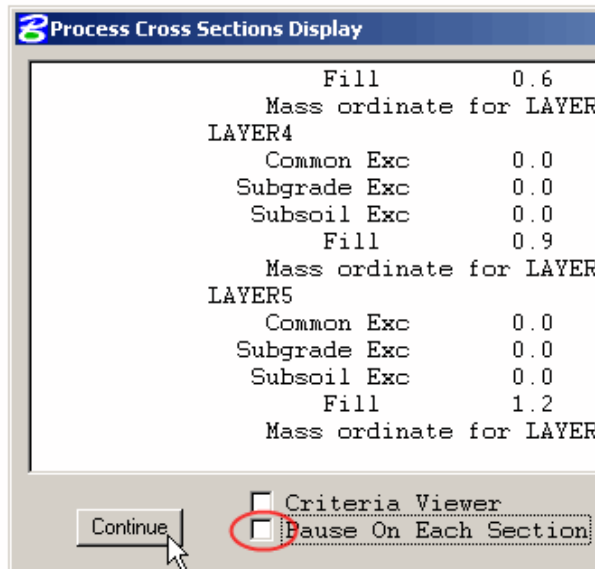 Process Cross Sections Display
Fill 0.6
Mass ordinate for LAYER
LAYER4
Common Exc 0.0
Subgrade Exc 0.0
Subsoil Exc 0.0
Fill 0.9
Mass ordinate for LAYER
LAYER5
Common Exc 0.0
Subgrade Exc 0.0
Subsoil Exc 0.0
Fill 1.2
Mass ordinate for LAYER
Criteria Viewer
Continue
Pause On Each Section